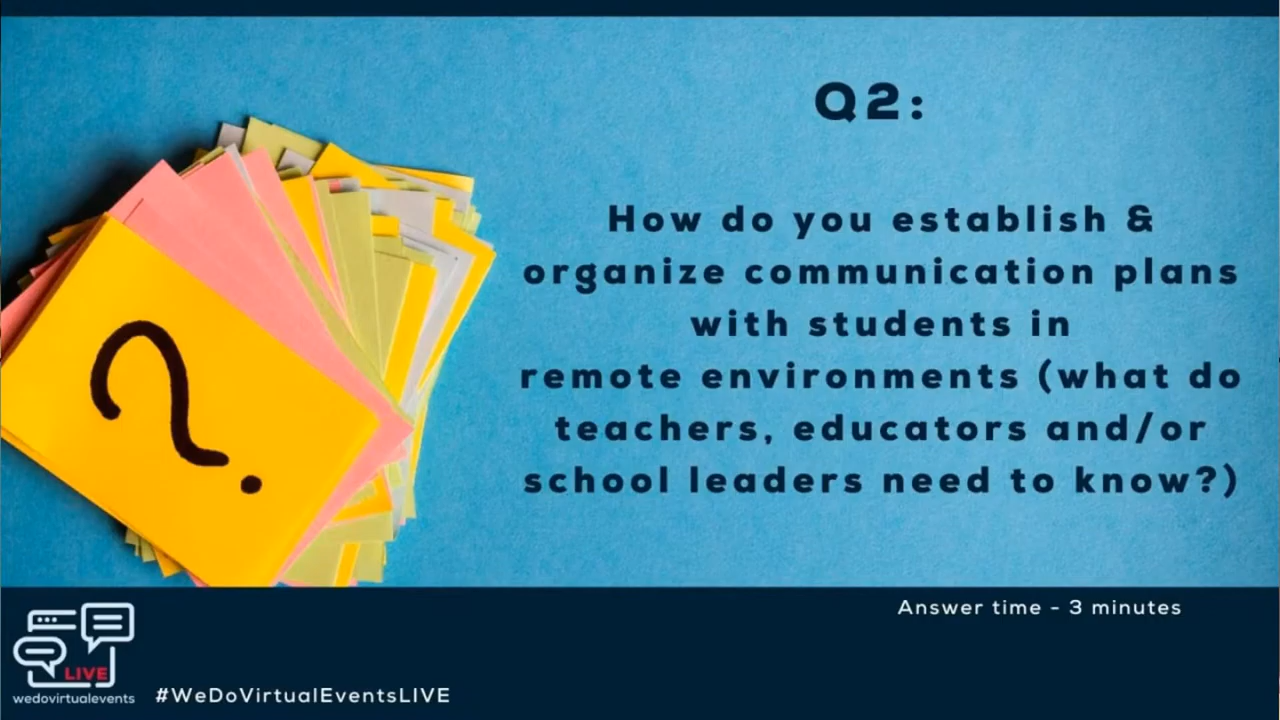 Q2:
How do you establish &
organize communication plans
with students in
remote environments (what do
teachers, educators and/or
school leaders need to know?)
?
Answer time - 3 minutes
LIVE
wedovirtualevents
#WeDoVirtualEventsLIVE